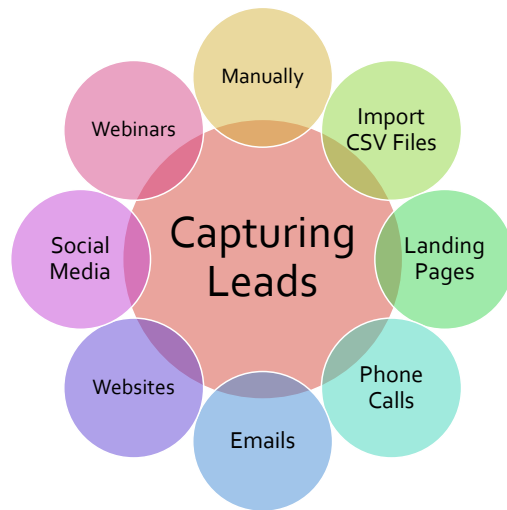 Capturing
Leads
Manually
Import
CSV Files
Landing
Pages
Phone
Calls
Emails
Websites
Social
Media
Webinars